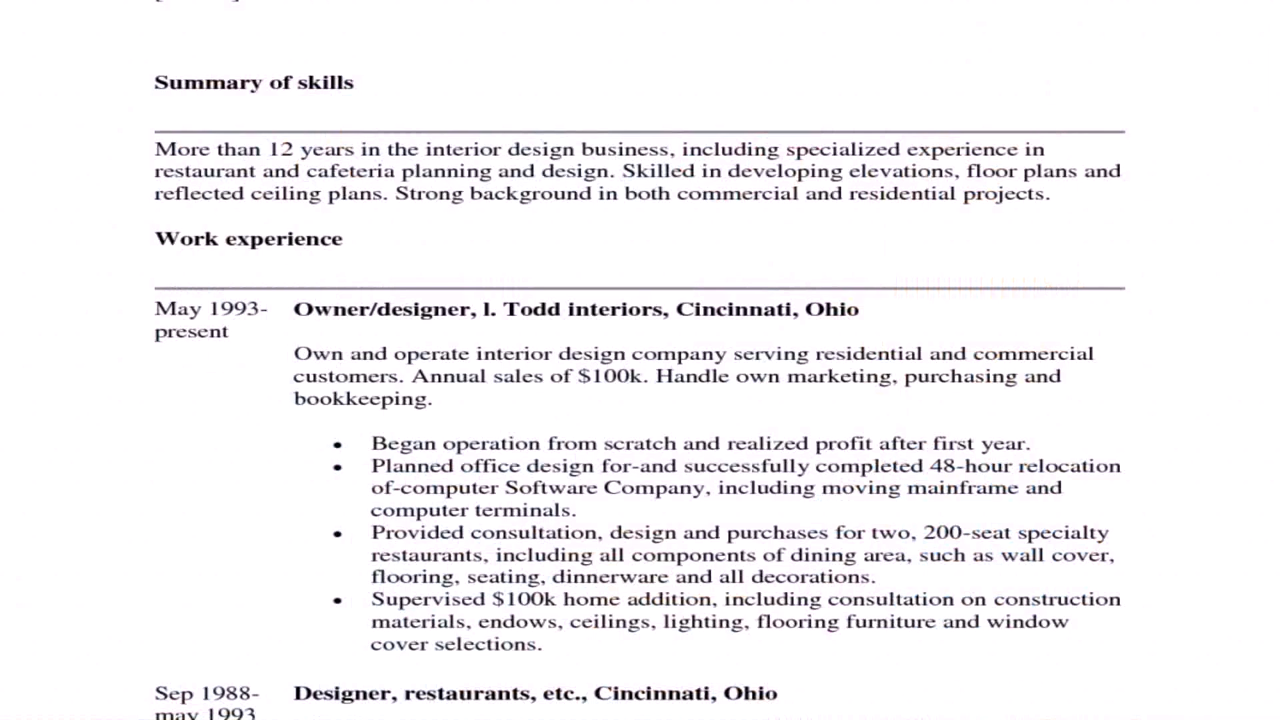 Summary of skills
More than 12 years in the interior design business, including specialized experience in
restaurant and cafeteria planning and design. Skilled in developing elevations, floor plans and
reflected ceiling plans. Strong background in both commercial and residential projects.
Work experience
May 1993-
present
Owner/designer, l. Todd interiors, Cincinnati, Ohio
Own and operate interior design company serving residential and commercial
customers. Annual sales of $100k. Handle own marketing, purchasing and
bookkeeping.
• Began operation from scratch and realized profit after first year.
• Planned office design for-and successfully completed 48-hour relocation
of-computer Software Company, including moving mainframe and
computer terminals.
• Provided consultation, design and purchases for two, 200-seat specialty
restaurants, including all components of dining area, such as wall cover,
flooring, seating, dinnerware and all decorations.
• Supervised $100k home addition, including consultation on construction
materials, endows, ceilings, lighting, flooring furniture and window
cover selections.
Sep 1988-
may 1993
Designer, restaurants, etc., Cincinnati, Ohio